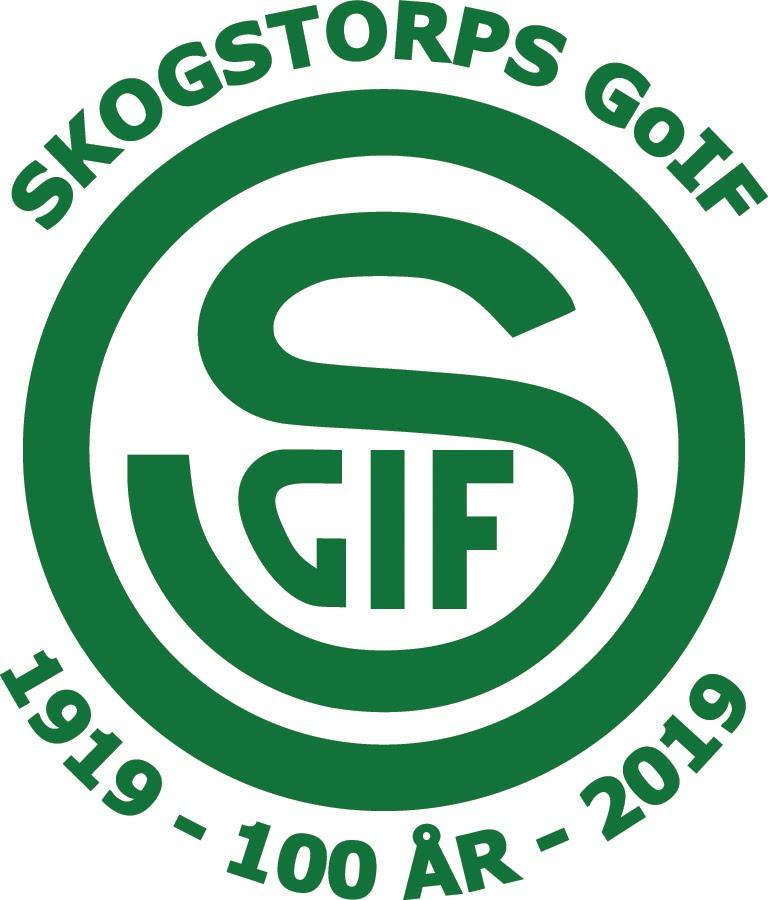 SKOGSTORPS GoIF
S
GIF
1919 - 100 ÅR - 2019